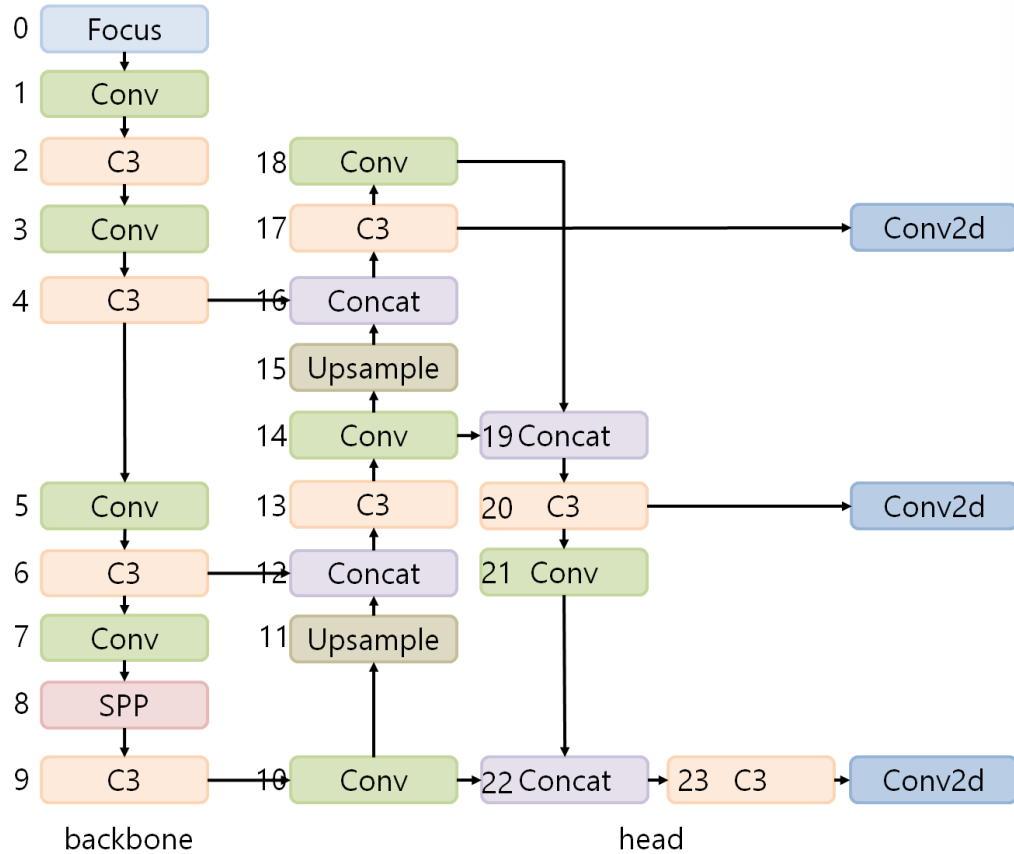 0 Focus
1 Conv
2 C3
18 Conv
3 Conv
17 C3
Conv2d
4 C3
16 Concat
15 Upsample
14 Conv
19 Concat
5 Conv
13 C3
20 C3
Conv2d
6 C3
12 Concat
21 Conv
7 Conv
11 Upsample
8 SPP
9 C3
10 Conv
22 Concat
23 C3
Conv2d
backbone
head